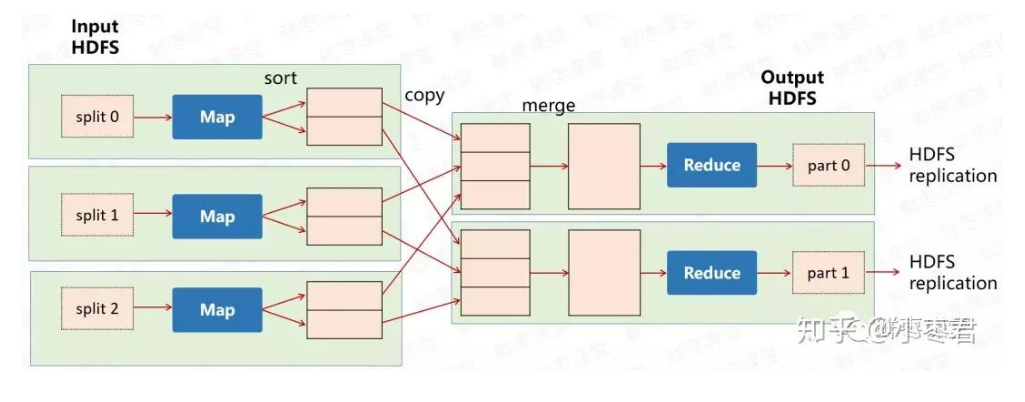 Input
HDFS
sort
copy
merge
Output
HDFS
split 0
Map
split 1
Map
split 2
Map
Reduce
part 0
HDFS
replication
Reduce
part 1
HDFS
replication
知乎 @小枣君